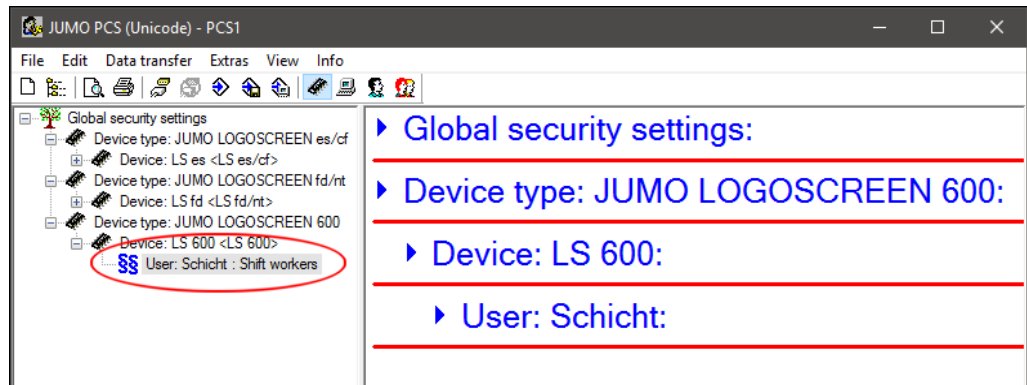 JUMO PCS (Unicode) - PCS1
File Edit Data transfer Extras View Info
Global security settings
Device type: JUMO LOGOSCREEN es/cf
Device: LS es <LS es/cf>
Device type: JUMO LOGOSCREEN fd/nt
Device: LS fd <LS fd/nt>
Device type: JUMO LOGOSCREEN 600
Device: LS 600 <LS 600>
§§ User: Schicht : Shift workers
Global security settings:
Device type: JUMO LOGOSCREEN 600:
Device: LS 600:
User: Schicht: